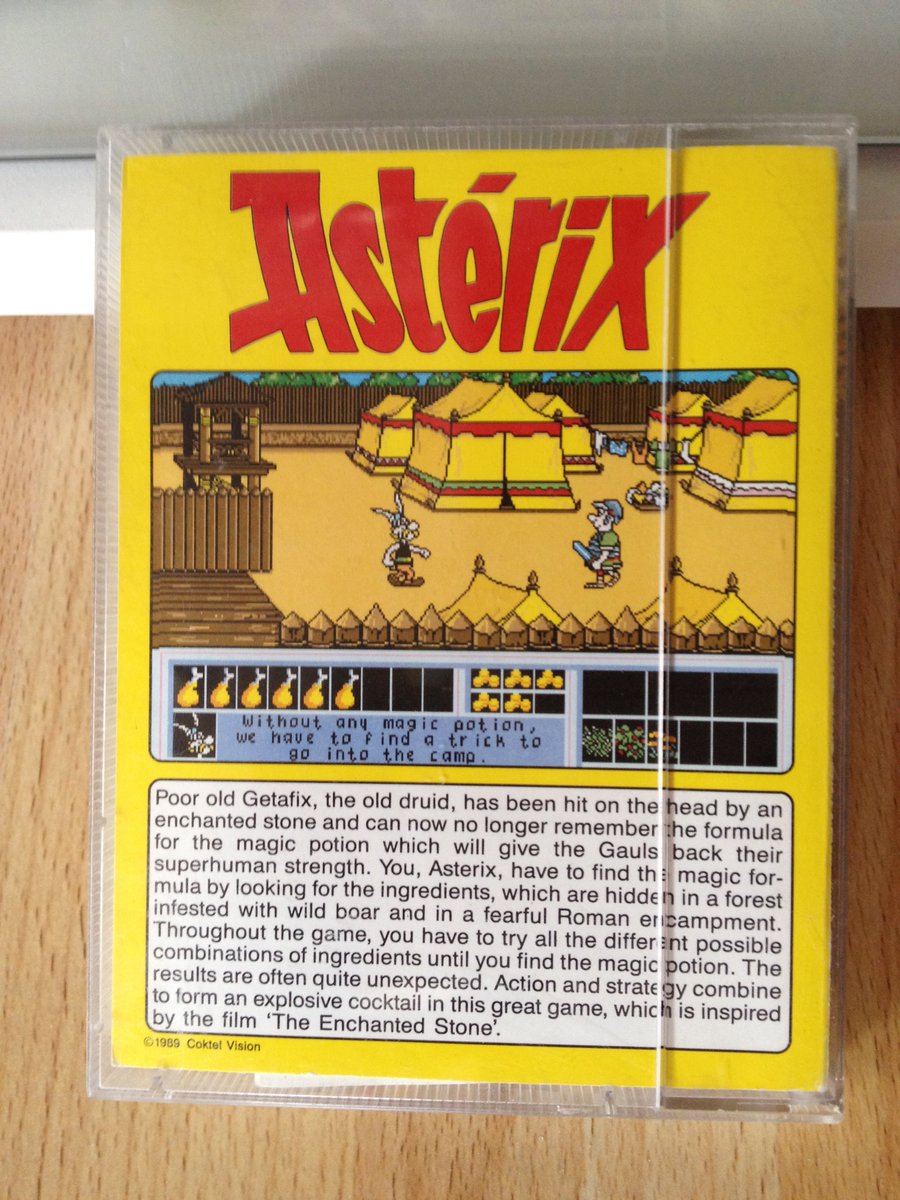 Astérix
Without any magic potion,
we have to find a trick to
go into the camp.
Poor old Getafix, the old druid, has been hit on the head by an
enchanted stone and can now no longer remember the formula
for the magic potion which will give the Gauls back their
superhuman strength. You, Asterix, have to find the magic for-
mula by looking for the ingredients, which are hidden in a forest
infested with wild boar and in a fearful Roman encampment.
Throughout the game, you have to try all the different possible
combinations of ingredients until you find the magic potion. The
results are often quite unexpected. Action and strategy combine
to form an explosive cocktail in this great game, which is inspired
by the film 'The Enchanted Stone'.
©1989 Coktel Vision